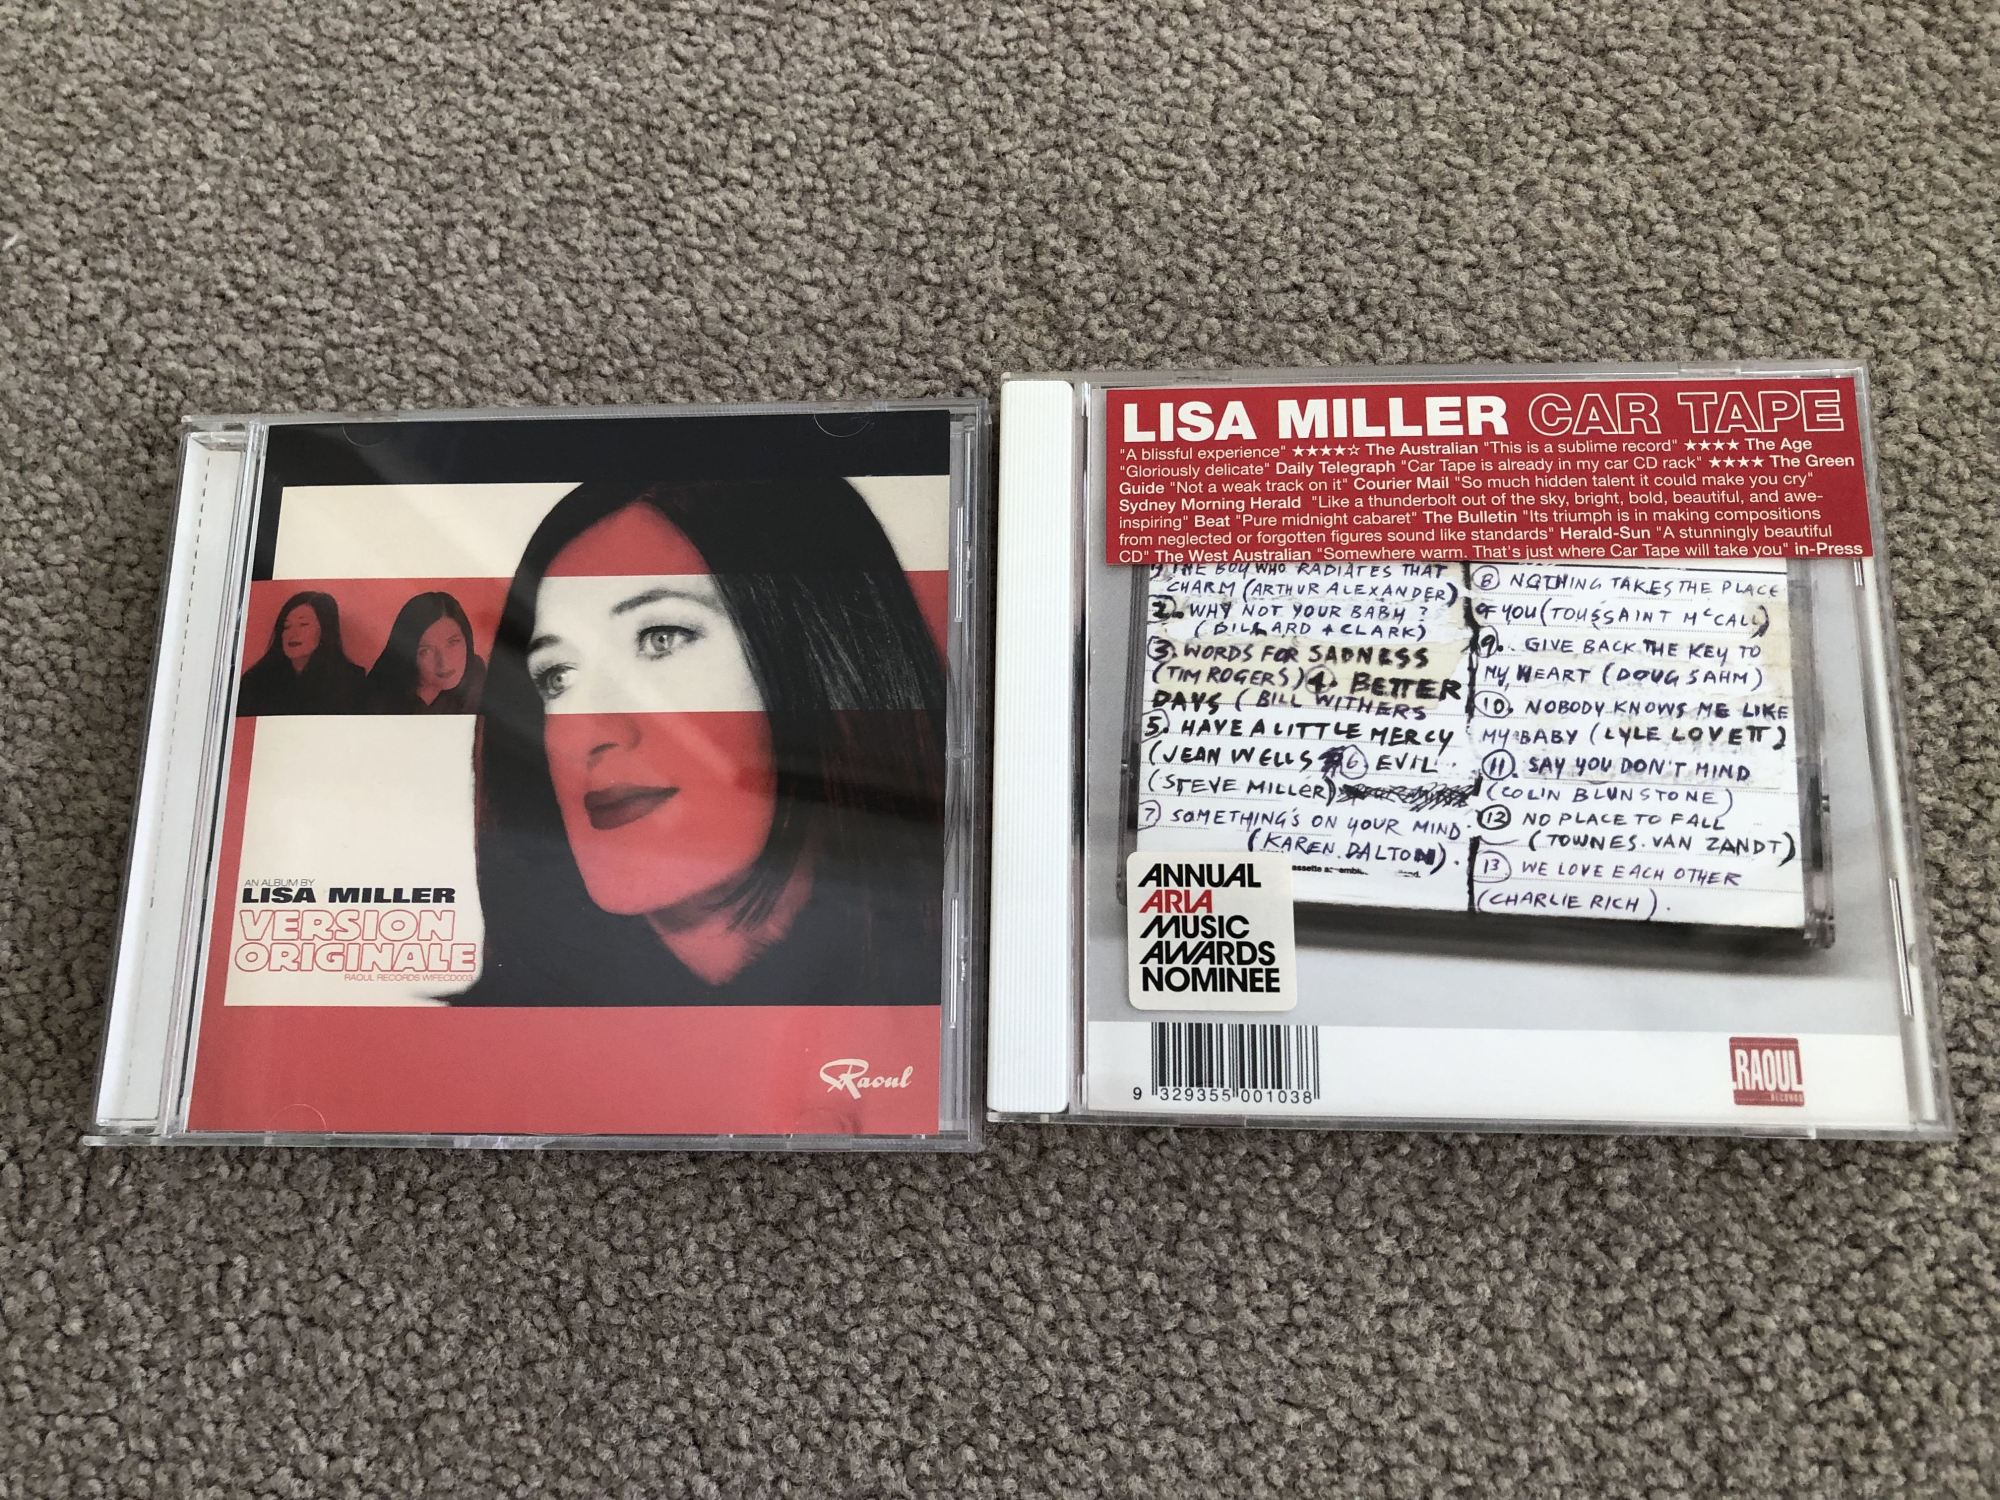 AN ALBUM BY
LISA MILLER
VERSION
ORIGINALE
RAOUL RECORDS WIFECD003
Raoul
LISA MILLER CAR TAPE
"A blissful experience" ★★★★☆ The Australian "This is a sublime record" ★★★★ The Age
"Gloriously delicate" Daily Telegraph "Car Tape is already in my car CD rack" ★★★★ The Green
Guide "Not a weak track on it" Courier Mail "So much hidden talent it could make you cry"
Sydney Morning Herald "Like a thunderbolt out of the sky, bright, bold, beautiful, and awe-
inspiring" Beat "Pure midnight cabaret" The Bulletin "Its triumph is in making compositions
from neglected or forgotten figures sound like standards" Herald-Sun "A stunningly beautiful
CD" The West Australian "Somewhere warm. That's just where Car Tape will take you" in-Press
THE BOY WHO RADIATES THAT
CHARM (ARTHUR ALEXANDER)
2. WHY NOT YOUR BABY?
(DILLARD + CLARK)
3. WORDS FOR SADNESS
(TIM ROGERS) 4. BETTER
DAYS (BILL WITHERS
5. HAVE A LITTLE MERCY
(JEAN WELLS 6 EVIL.
(STEVE MILLER)
7) SOMETHING'S ON YOUR MIND.
(KAREN DALTON).
8 NOTHING TAKES THE PLACE
OF YOU (TOUSSAINT McCALL)
9. GIVE BACK THE KEY TO
MY HEART (DOUG SAHM)
10. NOBODY KNOWS ME LIKE
MY BABY (LYLE LOVETT)
11. SAY YOU DON'T MIND
(COLIN BLUNSTONE)
12 NO PLACE TO FALL
(TOWNES. VAN ZANDT)
13 WE LOVE EACH OTHER
(CHARLIE RICH).
ANNUAL
ARIA
MUSIC
AWARDS
NOMINEE
9 329355 001038
RAOUL
RECORDS